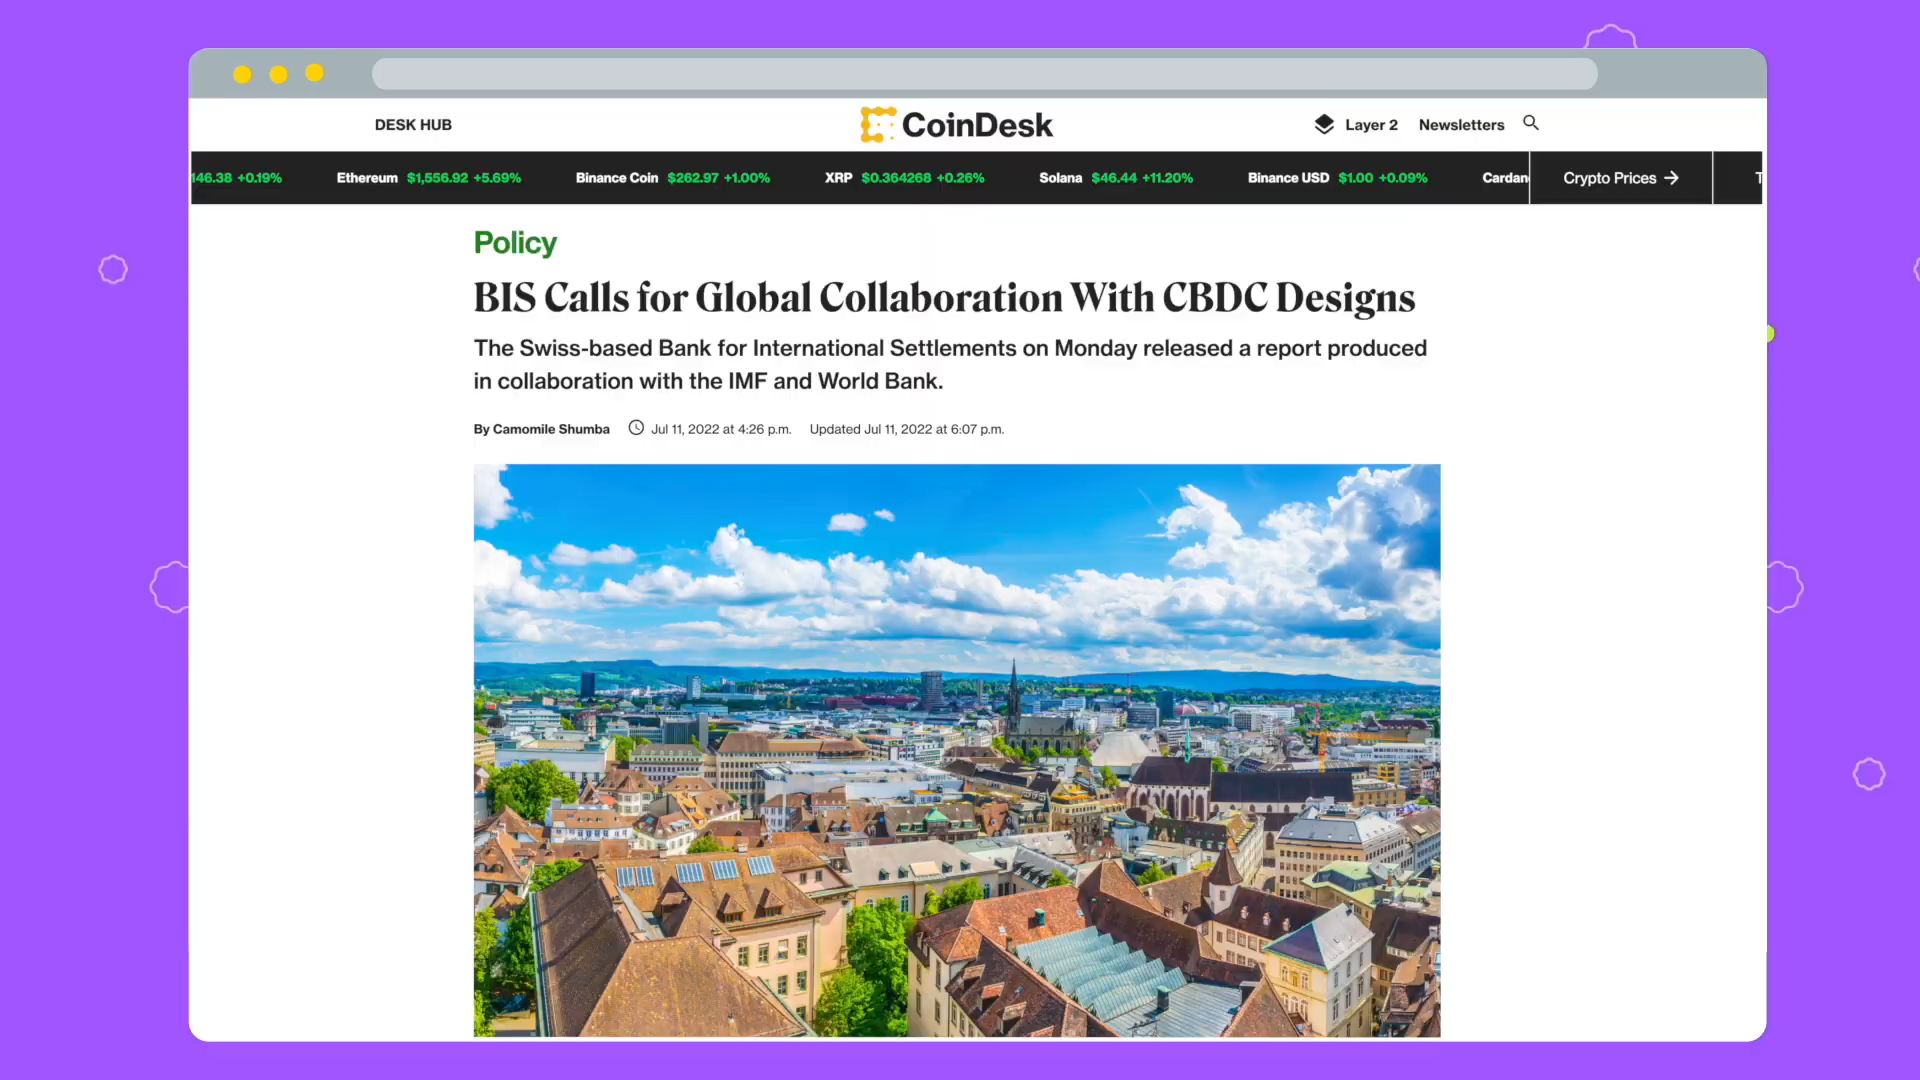 DESK HUB
CoinDesk
Layer 2 Newsletters
146.38 +0.19% Ethereum $1,556.92 +5.69% Binance Coin $262.97 +1.00% XRP $0.364268 +0.26% Solana $46.44 +11.20% Binance USD $1.00 +0.09% Cardan Crypto Prices → T
Policy
BIS Calls for Global Collaboration With CBDC Designs
The Swiss-based Bank for International Settlements on Monday released a report produced
in collaboration with the IMF and World Bank.
By Camomile Shumba Jul 11, 2022 at 4:26 p.m. Updated Jul 11, 2022 at 6:07 p.m.